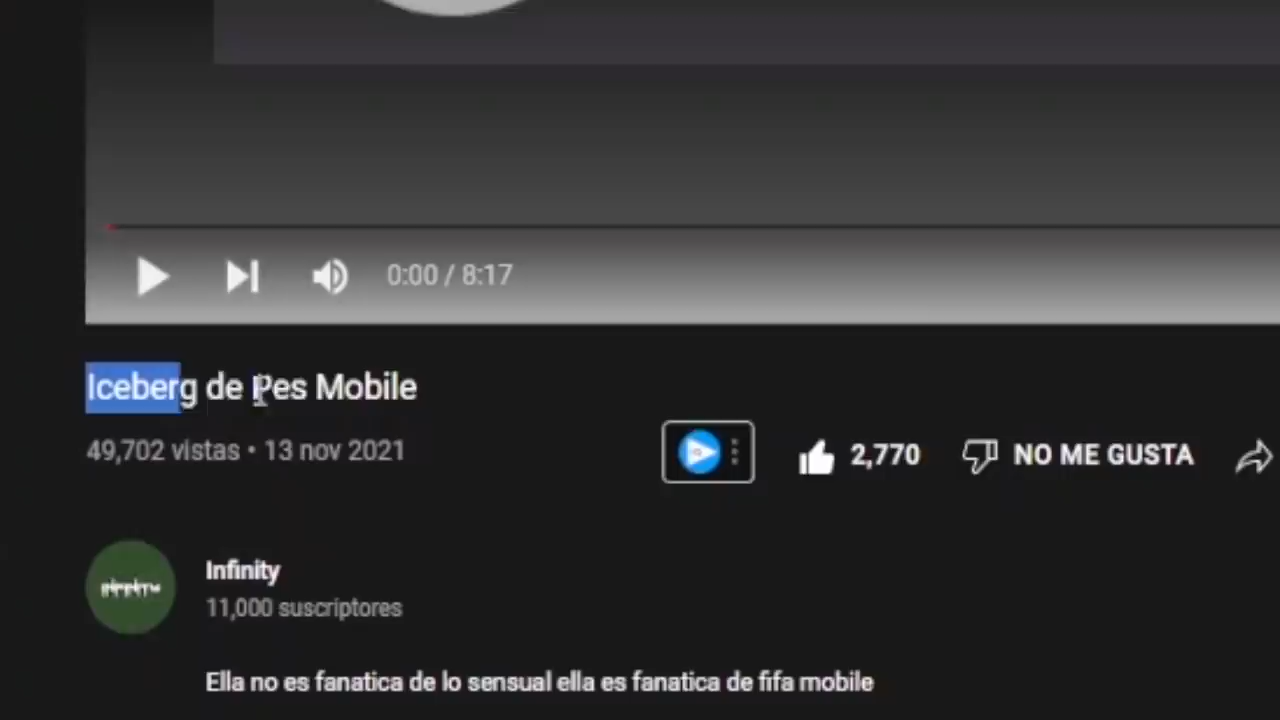 0:00 / 8:17
Iceberg de Pes Mobile
49,702 vistas • 13 nov 2021
2,770
NO ME GUSTA
Infinity
11,000 suscriptores
Ella no es fanatica de lo sensual ella es fanatica de fifa mobile